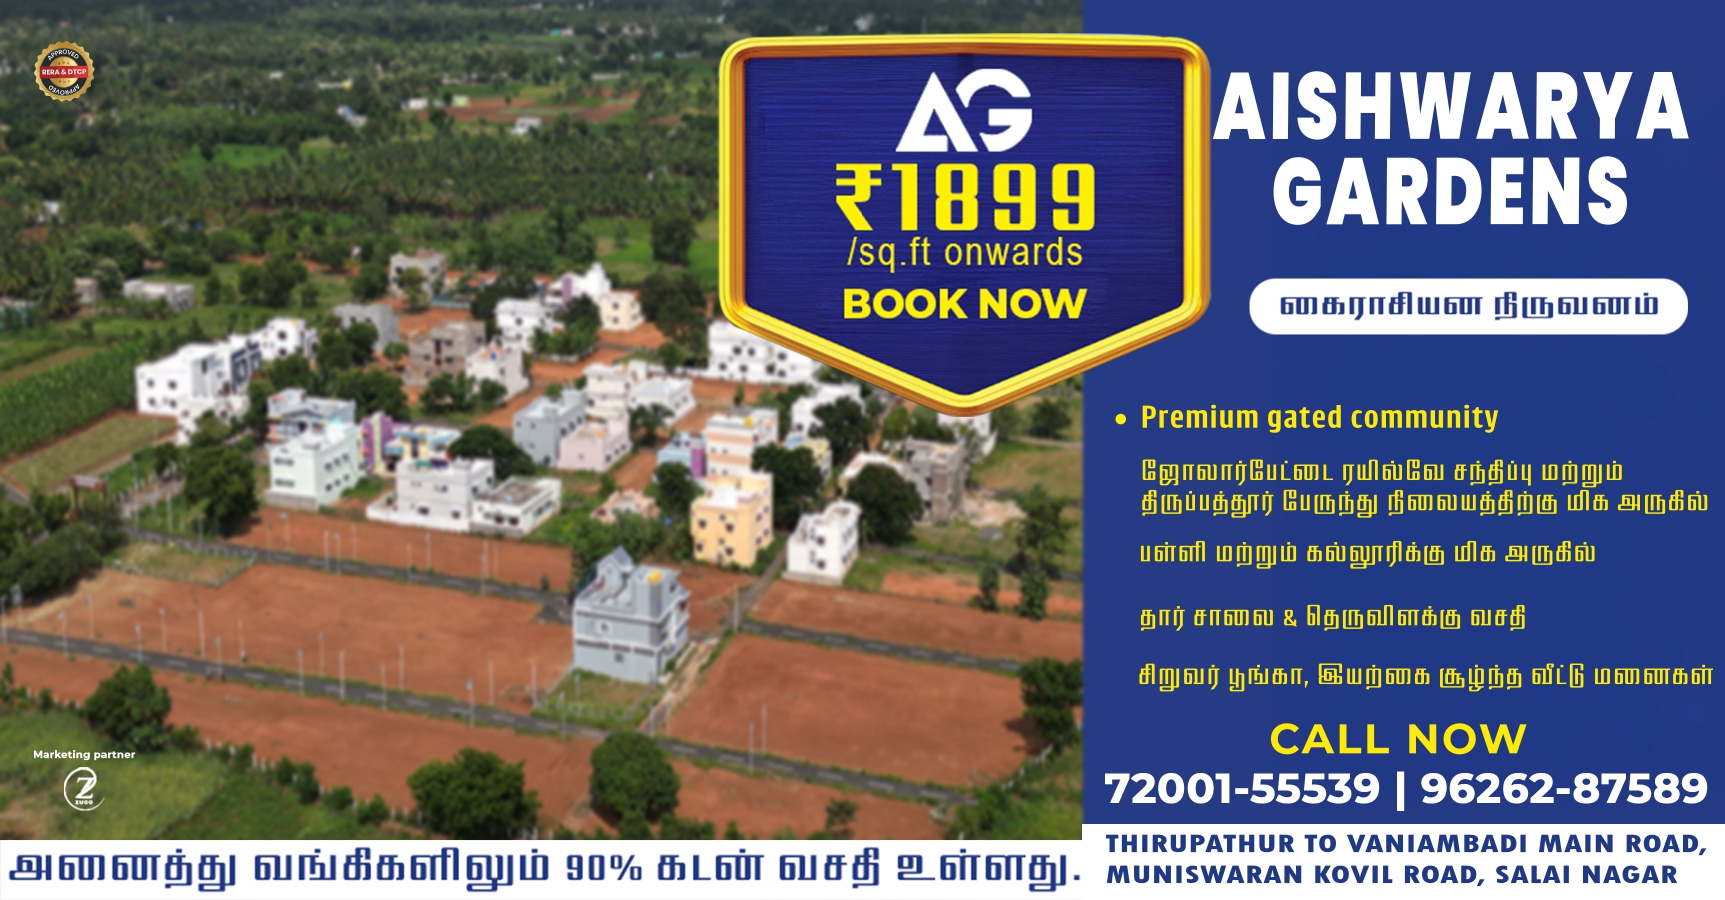 APPROVED
RERA & DTCP
APPROVED
AG
₹1899
/sq.ft onwards
BOOK NOW
AISHWARYA
GARDENS
கைராசியன நிருவனம்
• Premium gated community
ஜோலார்பேட்டை ரயில்வே சந்திப்பு மற்றும்
திருப்பத்தூர் பேருந்து நிலையத்திற்கு மிக அருகில்
பள்ளி மற்றும் கல்லூரிக்கு மிக அருகில்
தார் சாலை & தெருவிளக்கு வசதி
சிறுவர் பூங்கா, இயற்கை சூழ்ந்த வீட்டு மனைகள்
CALL NOW
72001-55539 | 96262-87589
THIRUPATHUR TO VANIAMBADI MAIN ROAD,
MUNISWARAN KOVIL ROAD, SALAI NAGAR
Marketing partner
Z
ZUGO
அனைத்து வங்கிகளிலும் 90% கடன் வசதி உள்ளது.